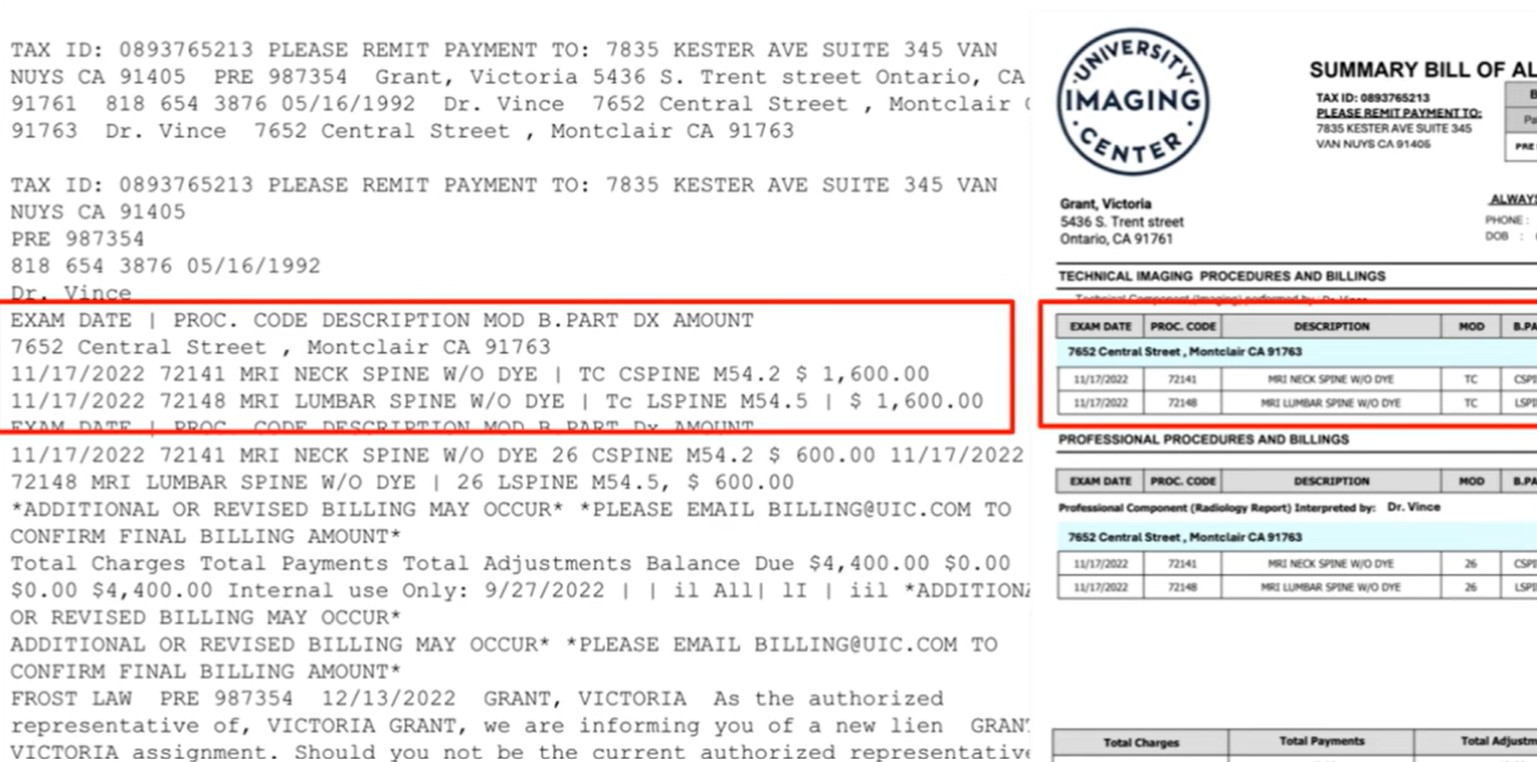 TAX ID: 0893765213 PLEASE REMIT PAYMENT TO: 7835 KESTER AVE SUITE 345 VAN
NUYS CA 91405 PRE 987354 Grant, Victoria 5436 S. Trent street Ontario, CA
91761 818 654 3876 05/16/1992 Dr. Vince 7652 Central Street , Montclair
91763 Dr. Vince 7652 Central Street , Montclair CA 91763
TAX ID: 0893765213 PLEASE REMIT PAYMENT TO: 7835 KESTER AVE SUITE 345 VAN
NUYS CA 91405
PRE 987354
818 654 3876 05/16/1992
Dr. Vince
EXAM DATE | PROC. CODE DESCRIPTION MOD B.PART DX AMOUNT
7652 Central Street , Montclair CA 91763
11/17/2022 72141 MRI NECK SPINE W/O DYE | TC CSPINE M54.2 $ 1,600.00
11/17/2022 72148 MRI LUMBAR SPINE W/O DYE | Tc LSPINE M54.5 | $ 1,600.00
EXAM DATE | PROC. CODE DESCRIPTION MOD B.PART Dx AMOUNT
11/17/2022 72141 MRI NECK SPINE W/O DYE 26 CSPINE M54.2 $ 600.00 11/17/2022
72148 MRI LUMBAR SPINE W/O DYE | 26 LSPINE M54.5, $ 600.00
*ADDITIONAL OR REVISED BILLING MAY OCCUR* *PLEASE EMAIL BILLING@UIC.COM TO
CONFIRM FINAL BILLING AMOUNT*
Total Charges Total Payments Total Adjustments Balance Due $4,400.00 $0.00
$0.00 $4,400.00 Internal use Only: 9/27/2022 | | il All| lI | iil *ADDITIONA
OR REVISED BILLING MAY OCCUR*
ADDITIONAL OR REVISED BILLING MAY OCCUR* *PLEASE EMAIL BILLING@UIC.COM TO
CONFIRM FINAL BILLING AMOUNT*
FROST LAW PRE 987354 12/13/2022 GRANT, VICTORIA As the authorized
representative of, VICTORIA GRANT, we are informing you of a new lien GRANT
VICTORIA assignment. Should you not be the current authorized representative
UNIVERSITY
IMAGING
CENTER
SUMMARY BILL OF AL
TAX ID: 0893765213
PLEASE REMIT PAYMENT TO:
7835 KESTER AVE SUITE 345
VAN NUYS CA 91405
B
Pa
PRE
Grant, Victoria
5436 S. Trent street
Ontario, CA 91761
ALWAYS
PHONE :
DOB :
TECHNICAL IMAGING PROCEDURES AND BILLINGS
Technical Component (Imaging) performed by: Dr. Vince
EXAM DATE PROC. CODE DESCRIPTION MOD B.PA
7652 Central Street , Montclair CA 91763
11/17/2022 72141 MRI NECK SPINE W/O DYE TC CSPI
11/17/2022 72148 MRI LUMBAR SPINE W/O DYE TC LSPI
PROFESSIONAL PROCEDURES AND BILLINGS
EXAM DATE PROC. CODE DESCRIPTION MOD B.PA
Professional Component (Radiology Report) Interpreted by: Dr. Vince
7652 Central Street , Montclair CA 91763
11/17/2022 72141 MRI NECK SPINE W/O DYE 26 CSPI
11/17/2022 72148 MRI LUMBAR SPINE W/O DYE 26 LSPI
Total Charges Total Payments Total Adjustm